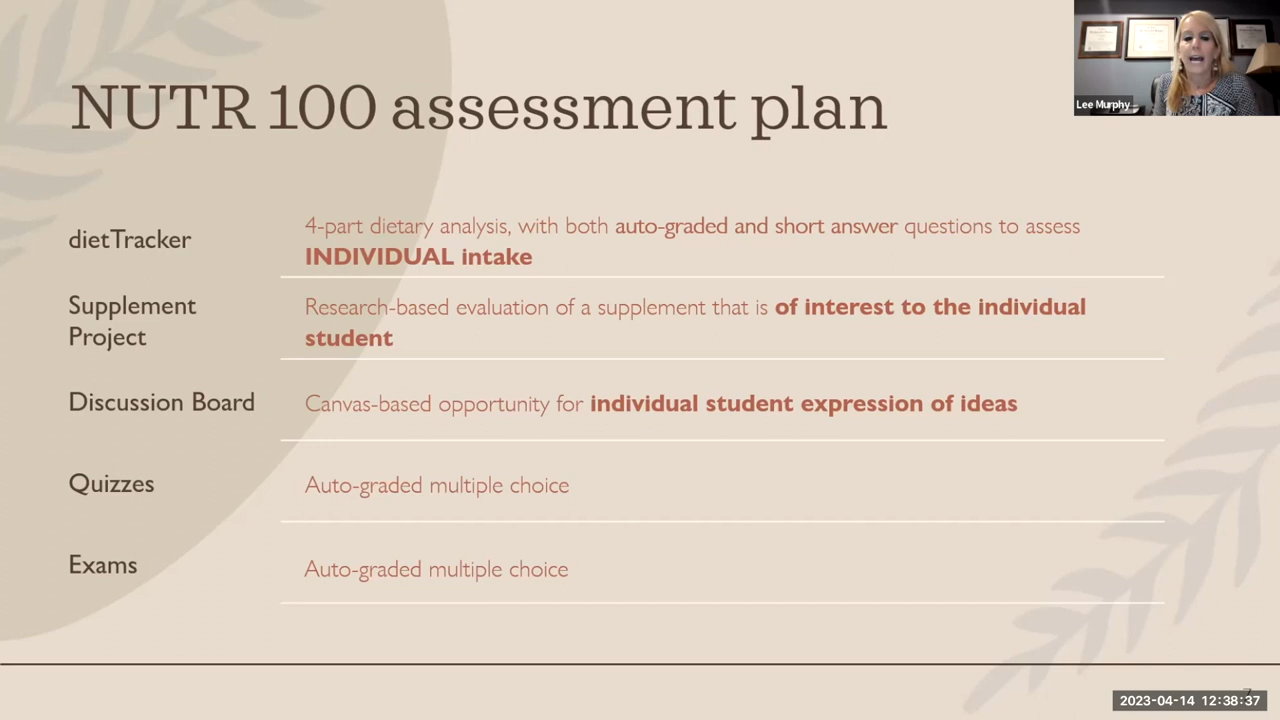 NUTR 100 assessment plan
Lee Murphy
dietTracker
4-part dietary analysis, with both auto-graded and short answer questions to assess
INDIVIDUAL intake
Supplement
Project
Research-based evaluation of a supplement that is of interest to the individual
student
Discussion Board
Canvas-based opportunity for individual student expression of ideas
Quizzes
Auto-graded multiple choice
Exams
Auto-graded multiple choice
2023-04-14 12:38:37